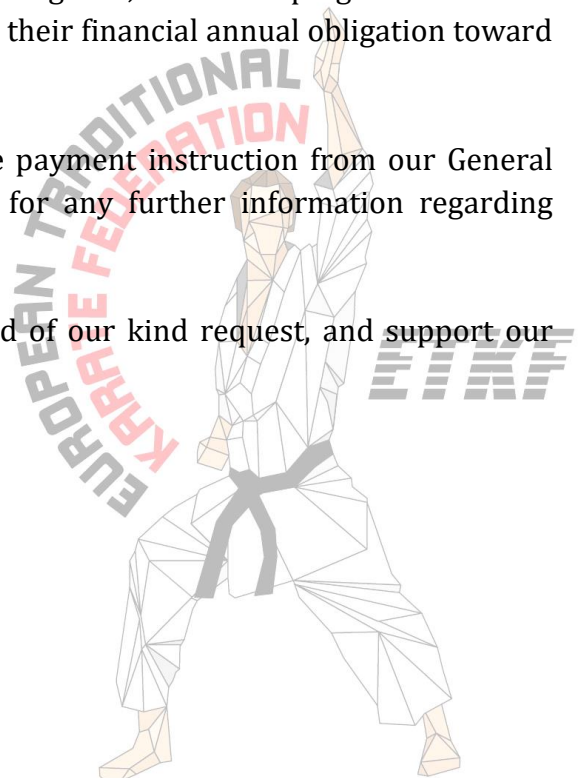 their financial annual obligation toward
EUROPEAN TRADITIONAL
KARATE FEDERATION
e payment instruction from our General
for any further information regarding
d of our kind request, and support our
ETKF